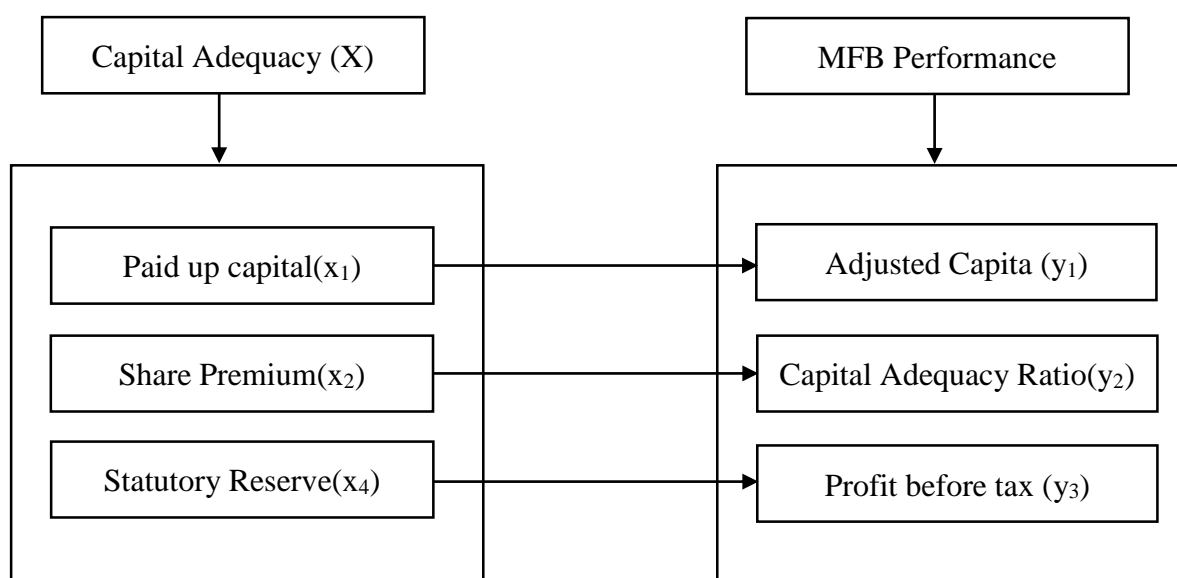 Capital Adequacy (X)
MFB Performance
Paid up capital(x₁)
Adjusted Capita (y₁)
Share Premium(x₂)
Capital Adequacy Ratio(y₂)
Statutory Reserve(x₄)
Profit before tax (y₃)